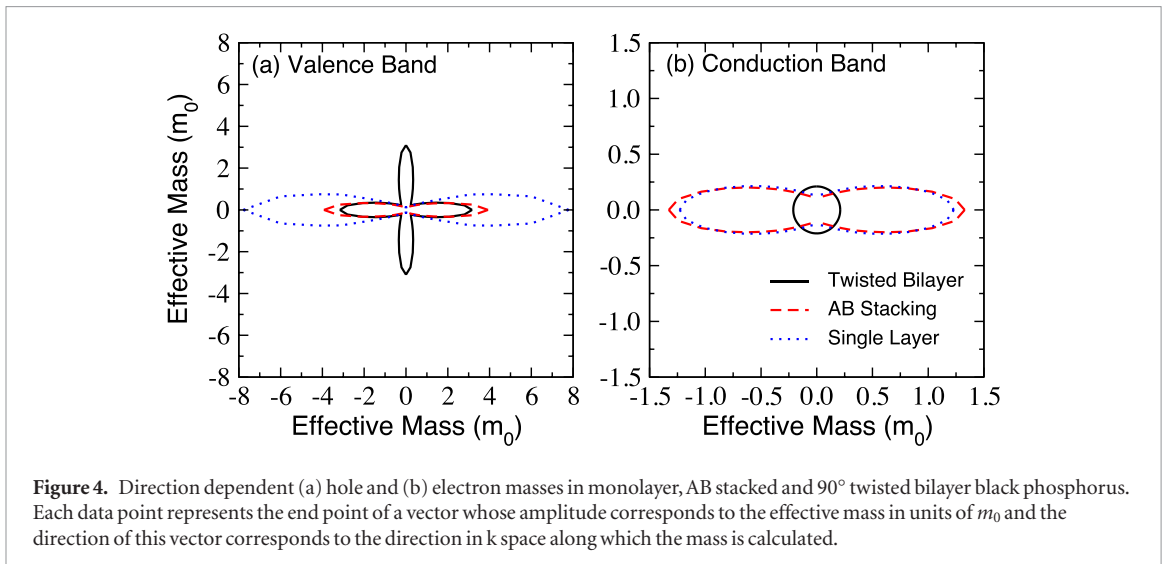 (a) Valence Band
(b) Conduction Band
8
6
4
2
0
-2
-4
-6
-8
Effective Mass (m0)
-8 -6 -4 -2 0 2 4 6 8
Effective Mass (m0)
1.5
1.0
0.5
0.0
-0.5
-1.0
-1.5
Twisted Bilayer
AB Stacking
Single Layer
-1.5 -1.0 -0.5 0.0 0.5 1.0 1.5
Effective Mass (m0)
Figure 4. Direction dependent (a) hole and (b) electron masses in monolayer, AB stacked and 90° twisted bilayer black phosphorus.
Each data point represents the end point of a vector whose amplitude corresponds to the effective mass in units of m0 and the
direction of this vector corresponds to the direction in k space along which the mass is calculated.